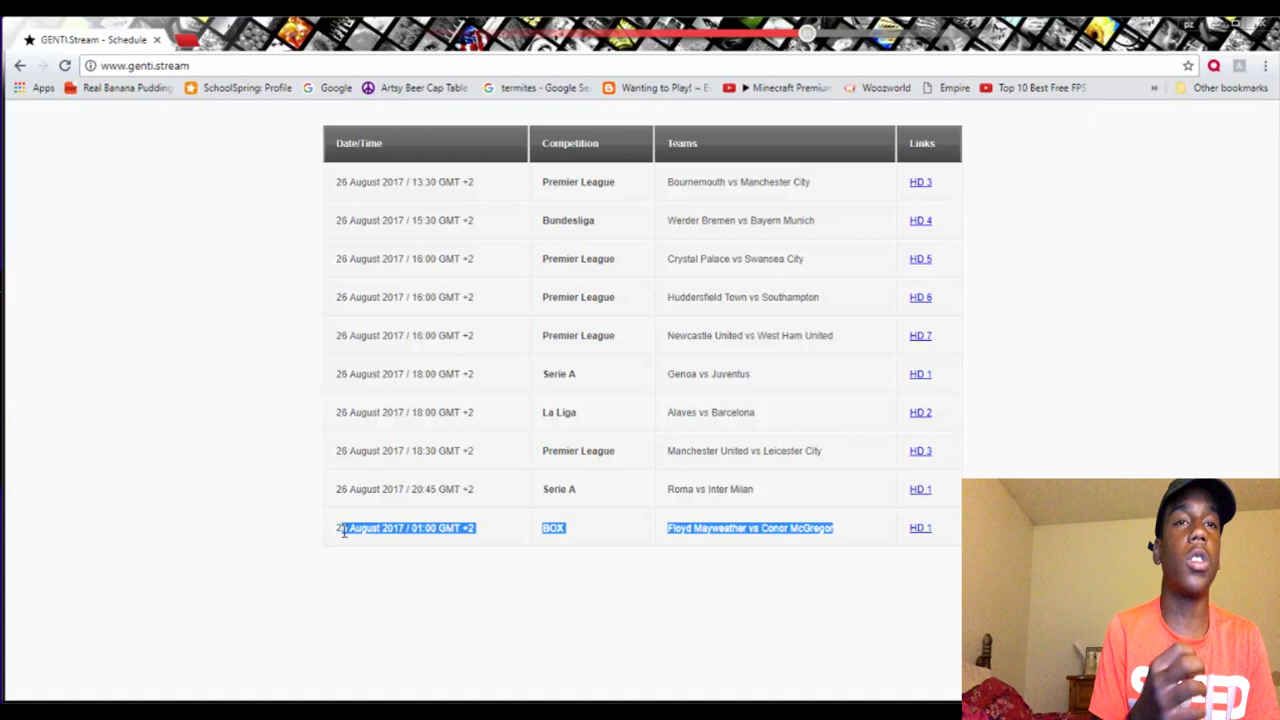 GENTI.Stream - Schedule
www.genti.stream
Apps Real Banana Pudding SchoolSpring: Profile Google Artsy Beer Cap Table termites - Google Se Wanting to Play! ~ E Minecraft Premium Woozworld Empire Top 10 Best Free FPS » Other bookmarks
Date/Time Competition Teams Links
26 August 2017 / 13:30 GMT +2 Premier League Bournemouth vs Manchester City HD 3
26 August 2017 / 15:30 GMT +2 Bundesliga Werder Bremen vs Bayern Munich HD 4
26 August 2017 / 16:00 GMT +2 Premier League Crystal Palace vs Swansea City HD 5
26 August 2017 / 16:00 GMT +2 Premier League Huddersfield Town vs Southampton HD 6
26 August 2017 / 16:00 GMT +2 Premier League Newcastle United vs West Ham United HD 7
26 August 2017 / 18:00 GMT +2 Serie A Genoa vs Juventus HD 1
26 August 2017 / 18:00 GMT +2 La Liga Alaves vs Barcelona HD 2
26 August 2017 / 18:30 GMT +2 Premier League Manchester United vs Leicester City HD 3
26 August 2017 / 20:45 GMT +2 Serie A Roma vs Inter Milan HD 1
August 2017 / 01:00 GMT +2 BOX Floyd Mayweather vs Conor McGregor HD 1